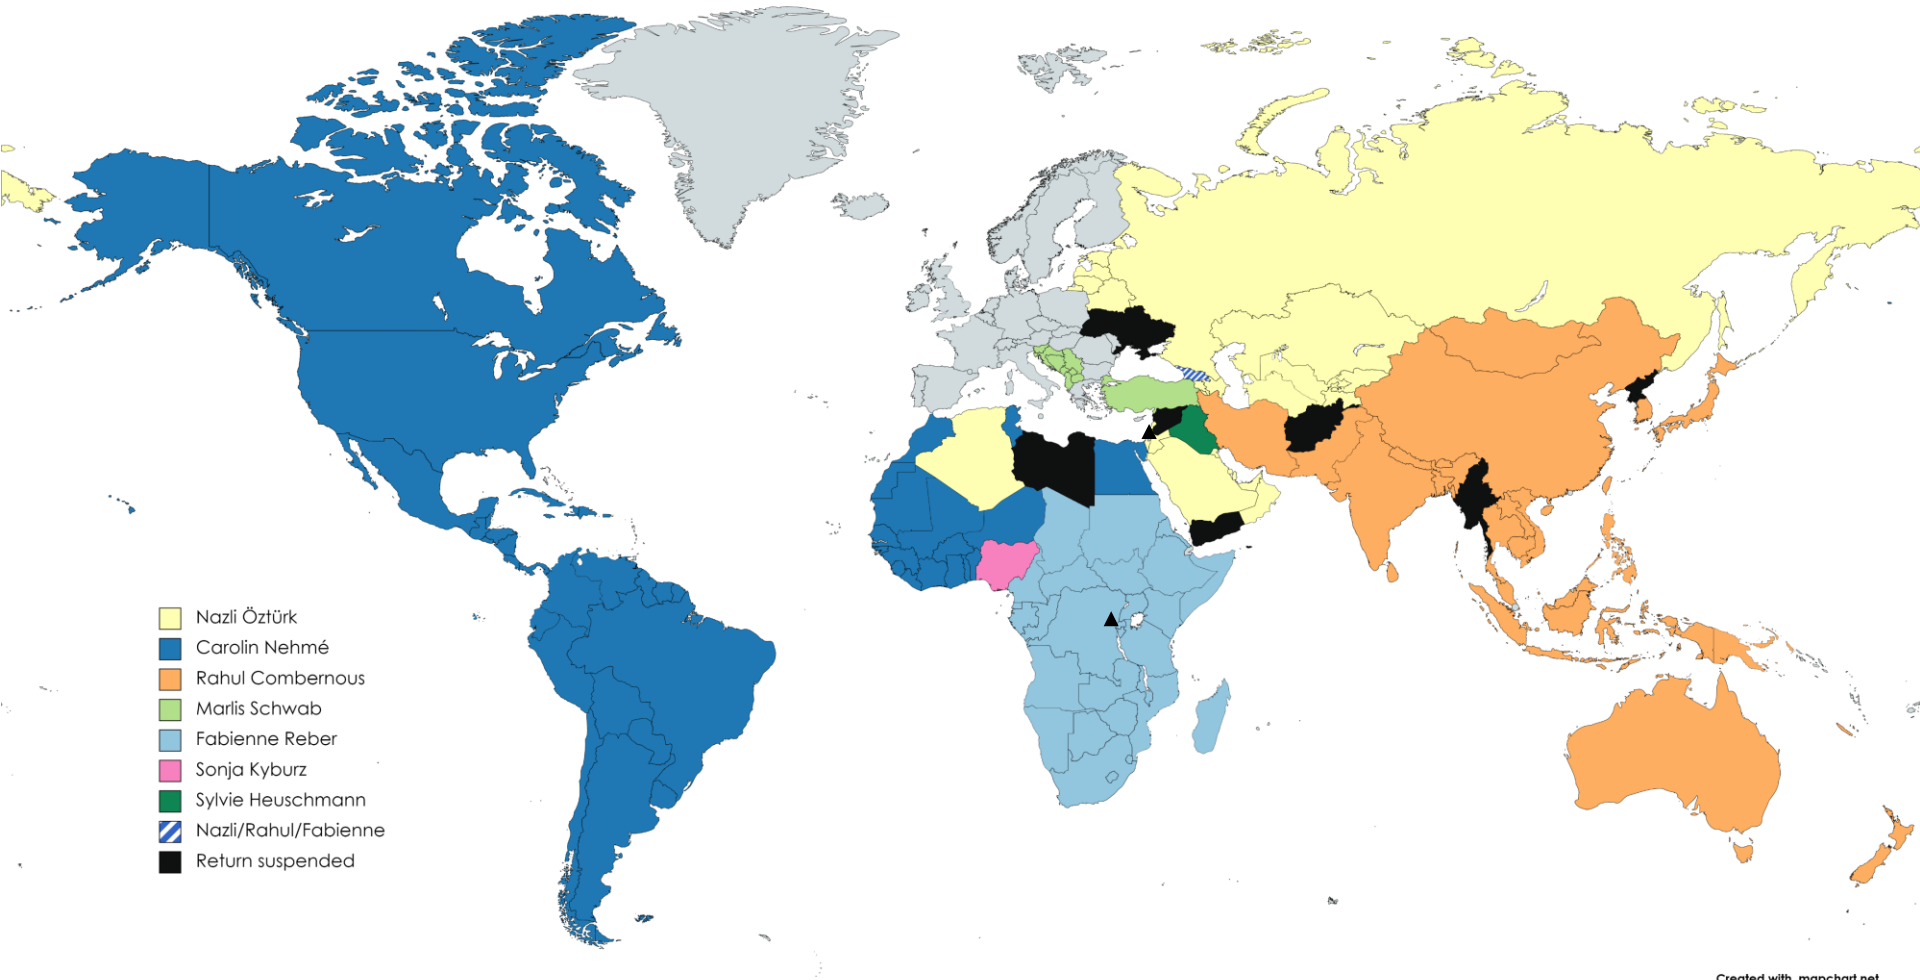 Nazli Öztürk
Carolin Nehmé
Rahul Combernous
Marlis Schwab
Fabienne Reber
Sonja Kyburz
Sylvie Heuschmann
Nazli/Rahul/Fabienne
Return suspended
Created with mapchart.net